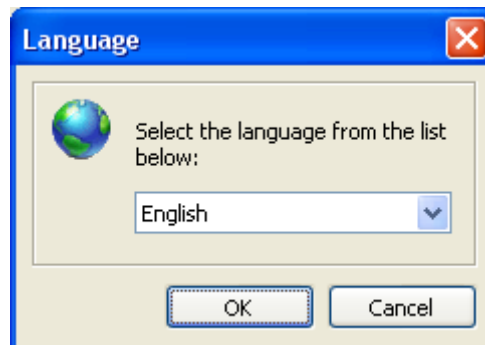 Language
Select the language from the list
below:
English
OK
Cancel